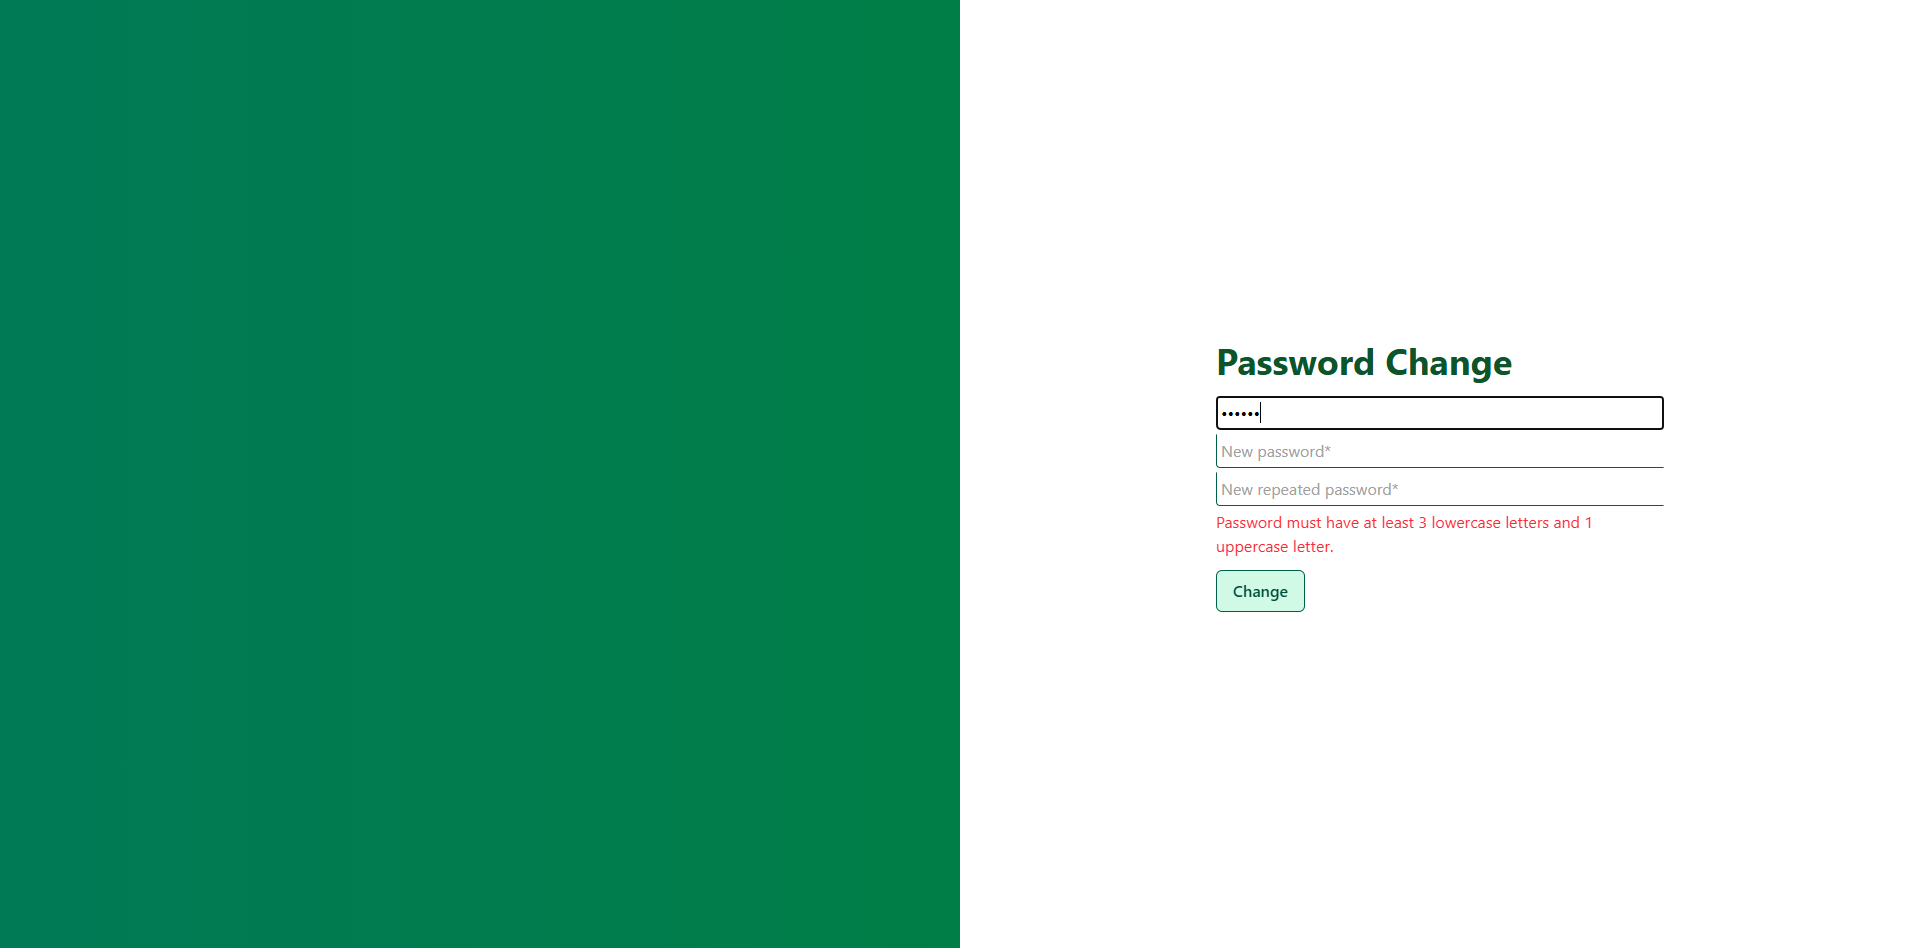 Password Change
••••••
New password*
New repeated password*
Password must have at least 3 lowercase letters and 1
uppercase letter.
Change